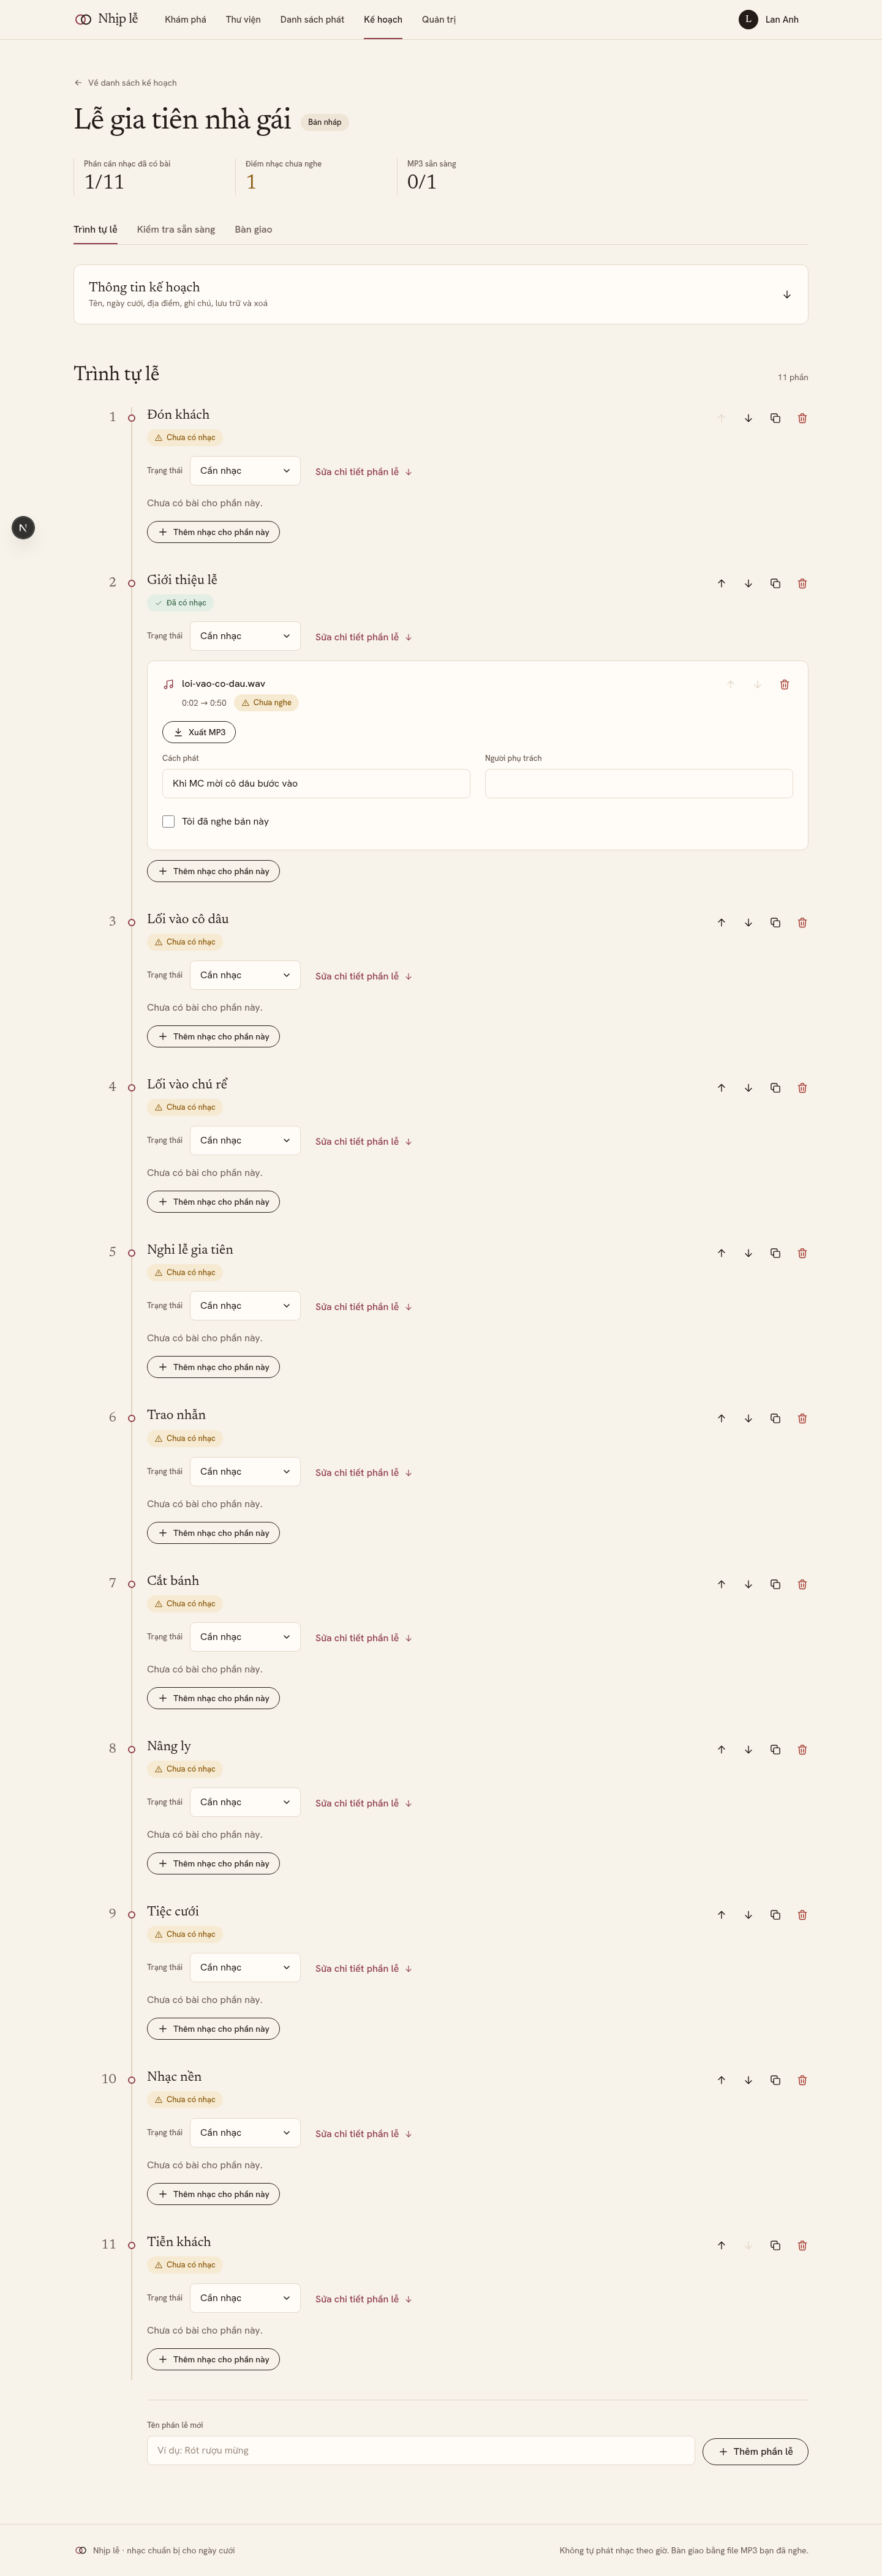 Nhịp lễ
Khám phá
Thư viện
Danh sách phát
Kế hoạch
Quản trị
L
Lan Anh
Về danh sách kế hoạch
Lễ gia tiên nhà gái
Bản nháp
Phần cần nhạc đã có bài
1/11
Điểm nhạc chưa nghe
1
MP3 sẵn sàng
0/1
Trình tự lễ
Kiểm tra sẵn sàng
Bàn giao
Thông tin kế hoạch
Tên, ngày cưới, địa điểm, ghi chú, lưu trữ và xoá
Trình tự lễ
11 phần
1
Đón khách
Chưa có nhạc
Trạng thái
Cần nhạc
Sửa chi tiết phần lễ
Chưa có bài cho phần này.
Thêm nhạc cho phần này
N
2
Giới thiệu lễ
Đã có nhạc
Trạng thái
Cần nhạc
Sửa chi tiết phần lễ
loi-vao-co-dau.wav
0:02 → 0:50
Chưa nghe
Xuất MP3
Cách phát
Khi MC mời cô dâu bước vào
Người phụ trách
Tôi đã nghe bản này
Thêm nhạc cho phần này
3
Lối vào cô dâu
Chưa có nhạc
Trạng thái
Cần nhạc
Sửa chi tiết phần lễ
Chưa có bài cho phần này.
Thêm nhạc cho phần này
4
Lối vào chú rể
Chưa có nhạc
Trạng thái
Cần nhạc
Sửa chi tiết phần lễ
Chưa có bài cho phần này.
Thêm nhạc cho phần này
5
Nghi lễ gia tiên
Chưa có nhạc
Trạng thái
Cần nhạc
Sửa chi tiết phần lễ
Chưa có bài cho phần này.
Thêm nhạc cho phần này
6
Trao nhẫn
Chưa có nhạc
Trạng thái
Cần nhạc
Sửa chi tiết phần lễ
Chưa có bài cho phần này.
Thêm nhạc cho phần này
7
Cắt bánh
Chưa có nhạc
Trạng thái
Cần nhạc
Sửa chi tiết phần lễ
Chưa có bài cho phần này.
Thêm nhạc cho phần này
8
Nâng ly
Chưa có nhạc
Trạng thái
Cần nhạc
Sửa chi tiết phần lễ
Chưa có bài cho phần này.
Thêm nhạc cho phần này
9
Tiệc cưới
Chưa có nhạc
Trạng thái
Cần nhạc
Sửa chi tiết phần lễ
Chưa có bài cho phần này.
Thêm nhạc cho phần này
10
Nhạc nền
Chưa có nhạc
Trạng thái
Cần nhạc
Sửa chi tiết phần lễ
Chưa có bài cho phần này.
Thêm nhạc cho phần này
11
Tiễn khách
Chưa có nhạc
Trạng thái
Cần nhạc
Sửa chi tiết phần lễ
Chưa có bài cho phần này.
Thêm nhạc cho phần này
Tên phần lễ mới
Ví dụ: Rót rượu mừng
Thêm phần lễ
Nhịp lễ · nhạc chuẩn bị cho ngày cưới
Không tự phát nhạc theo giờ. Bàn giao bằng file MP3 bạn đã nghe.